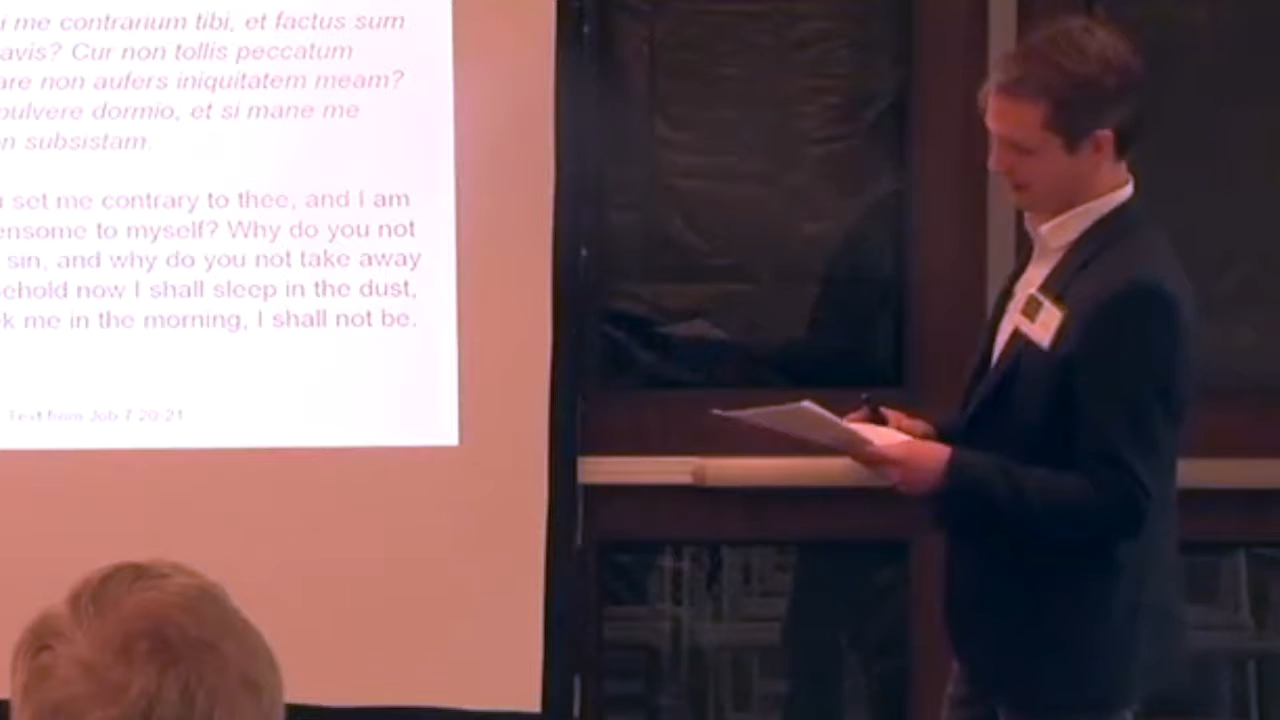 i me contrarium tibi, et factus sum
avis? Cur non tollis peccatum
are non aufers iniquitatem meam?
pulvere dormio, et si mane me
n subsistam.
u set me contrary to thee, and I am
ensome to myself? Why do you not
sin, and why do you not take away
ehold now I shall sleep in the dust,
k me in the morning, I shall not be.
Text from Job 7:20-21